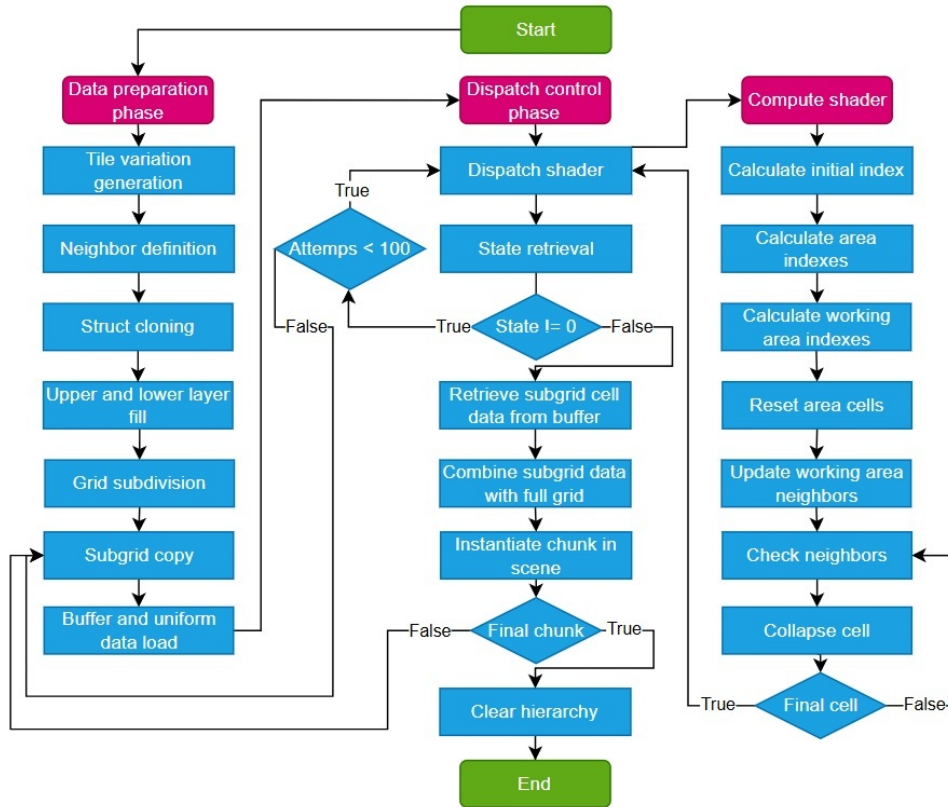 Start
Data preparation
phase
Tile variation
generation
Neighbor definition
Struct cloning
Upper and lower layer
fill
Grid subdivision
Subgrid copy
Buffer and uniform
data load
Dispatch control
phase
Dispatch shader
True
Attemps < 100
False
State retrieval
True
State != 0
False
Retrieve subgrid cell
data from buffer
Combine subgrid data
with full grid
Instantiate chunk in
scene
False
Final chunk
True
Clear hierarchy
End
Compute shader
Calculate initial index
Calculate area
indexes
Calculate working
area indexes
Reset area cells
Update working area
neighbors
Check neighbors
Collapse cell
True
Final cell
False